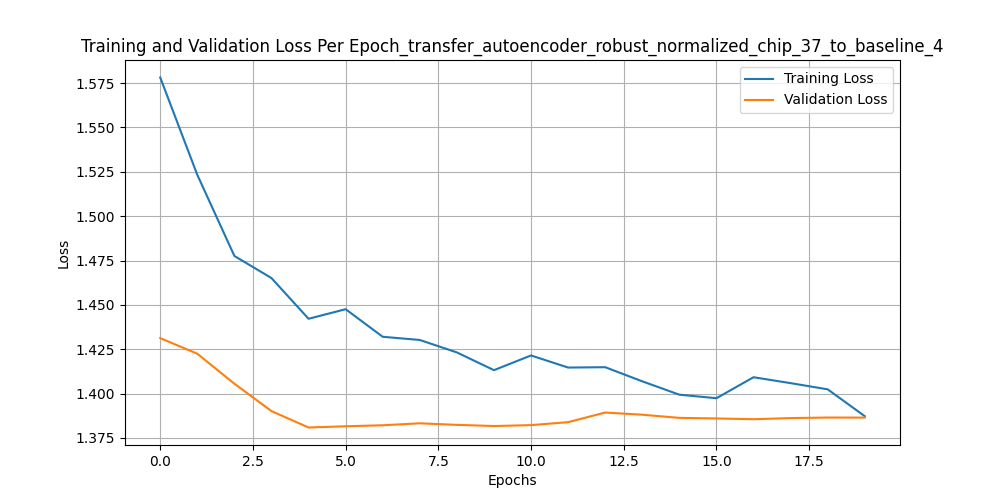 Training and Validation Loss Per Epoch_transfer_autoencoder_robust_normalized_chip_37_to_baseline_4
Training Loss
Validation Loss
1.575
1.550
1.525
1.500
1.475
1.450
1.425
1.400
1.375
Loss
0.0 2.5 5.0 7.5 10.0 12.5 15.0 17.5
Epochs